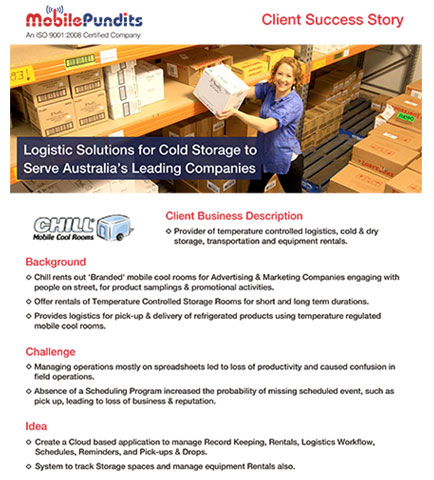 MobilePundits
An ISO 9001:2008 Certified Company
Client Success Story
Logistic Solutions for Cold Storage to
Serve Australia's Leading Companies
CHILL
Mobile Cool Rooms
Client Business Description
◇ Provider of temperature controlled logistics, cold & dry
storage, transportation and equipment rentals.
Background
◇ Chill rents out 'Branded' mobile cool rooms for Advertising & Marketing Companies engaging with
people on street, for product samplings & promotional activities.
◇ Offer rentals of Temperature Controlled Storage Rooms for short and long term durations.
◇ Provides logistics for pick-up & delivery of refrigerated products using temperature regulated
mobile cool rooms.
Challenge
◇ Managing operations mostly on spreadsheets led to loss of productivity and caused confusion in
field operations.
◇ Absence of a Scheduling Program increased the probability of missing scheduled event, such as
pick up, leading to loss of business & reputation.
Idea
◇ Create a Cloud based application to manage Record Keeping, Rentals, Logistics Workflow,
Schedules, Reminders, and Pick-ups & Drops.
◇ System to track Storage spaces and manage equipment Rentals also.